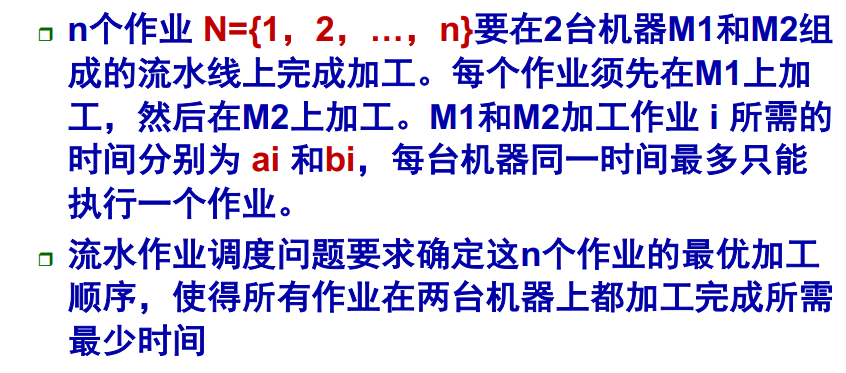 n个作业 N={1，2，…，n}要在2台机器M1和M2组
成的流水线上完成加工。每个作业须先在M1上加
工，然后在M2上加工。M1和M2加工作业 i 所需的
时间分别为 ai 和bi，每台机器同一时间最多只能
执行一个作业。
流水作业调度问题要求确定这n个作业的最优加工
顺序，使得所有作业在两台机器上都加工完成所需
最少时间